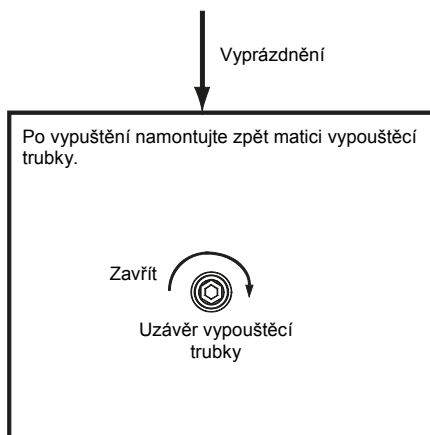 Vyprázdnění
Po vypuštění namontujte zpět matici vypouštěcí
trubky.
Zavřít
Uzávěr vypouštěcí
trubky